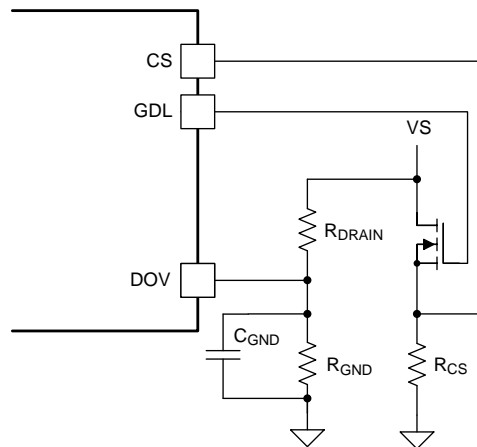 CS
GDL
VS
RDRAIN
DOV
CGND
RGND
RCS